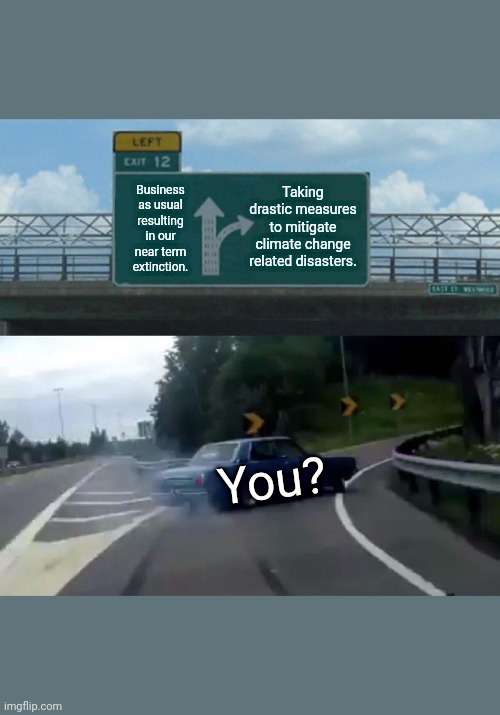 LEFT
EXIT 12
Business
as usual
resulting
in our
near term
extinction.
Taking
drastic measures
to mitigate
climate change
related disasters.
You?
imgflip.com